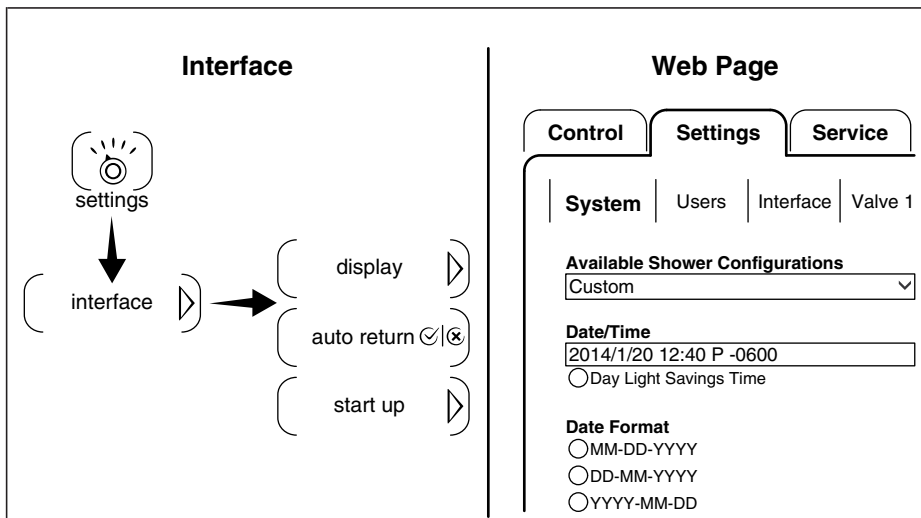 Interface
settings
interface
display
auto return
start up
Web Page
Control
Settings
Service
System
Users
Interface
Valve 1
Available Shower Configurations
Custom
Date/Time
2014/1/20 12:40 P -0600
Day Light Savings Time
Date Format
MM-DD-YYYY
DD-MM-YYYY
YYYY-MM-DD